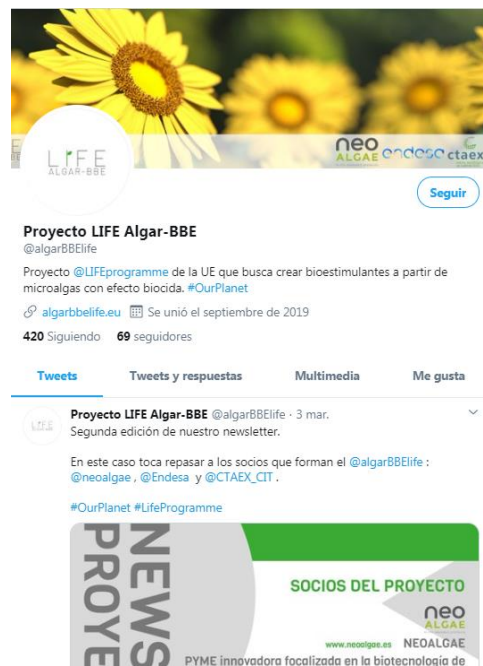 neo
ALGAE
endesa
ctaex
LIFE
ALGAR-BBE
Seguir
Proyecto LIFE Algar-BBE
@algarBBElife
Proyecto @LIFEprogramme de la UE que busca crear bioestimulantes a partir de
microalgas con efecto biocida. #OurPlanet
algarbbelife.eu Se unió el septiembre de 2019
420 Siguiendo 69 seguidores
Tweets Tweets y respuestas Multimedia Me gusta
Proyecto LIFE Algar-BBE @algarBBElife · 3 mar.
Segunda edición de nuestro newsletter.
En este caso toca repasar a los socios que forman el @algarBBElife :
@neoalgae , @Endesa y @CTAEX_CIT .
#OurPlanet #LifeProgramme
NEWS
PROYE
SOCIOS DEL PROYECTO
neo
ALGAE
www.neoalgae.es NEOALGAE
PYME innovadora focalizada en la biotecnología de